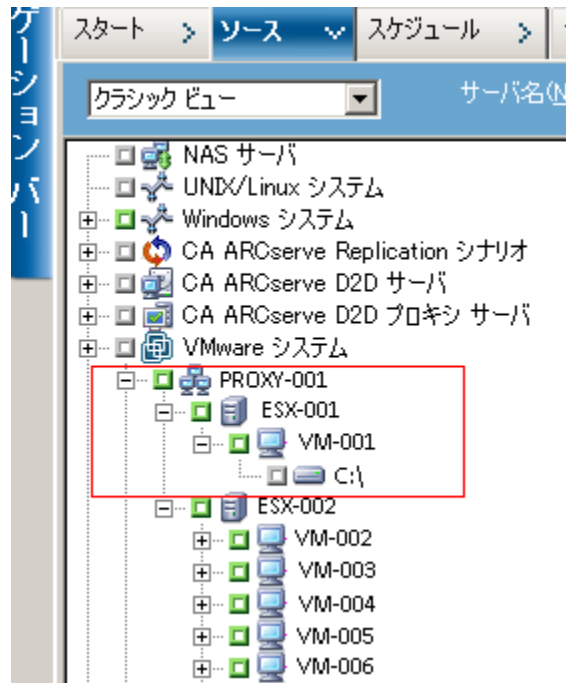 ケーション バー
スタート
ソース
スケジュール
クラシック ビュー
サーバ名(N
NAS サーバ
UNIX/Linux システム
Windows システム
CA ARCserve Replication シナリオ
CA ARCserve D2D サーバ
CA ARCserve D2D プロキシ サーバ
VMware システム
PROXY-001
ESX-001
VM-001
C:\
ESX-002
VM-002
VM-003
VM-004
VM-005
VM-006